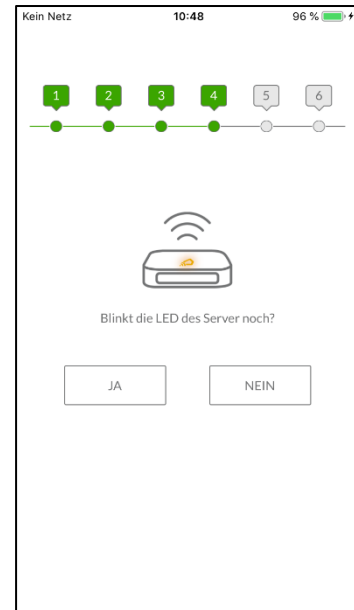 Kein Netz 10:48 96 %
1 2 3 4 5 6
Blinkt die LED des Server noch?
JA NEIN